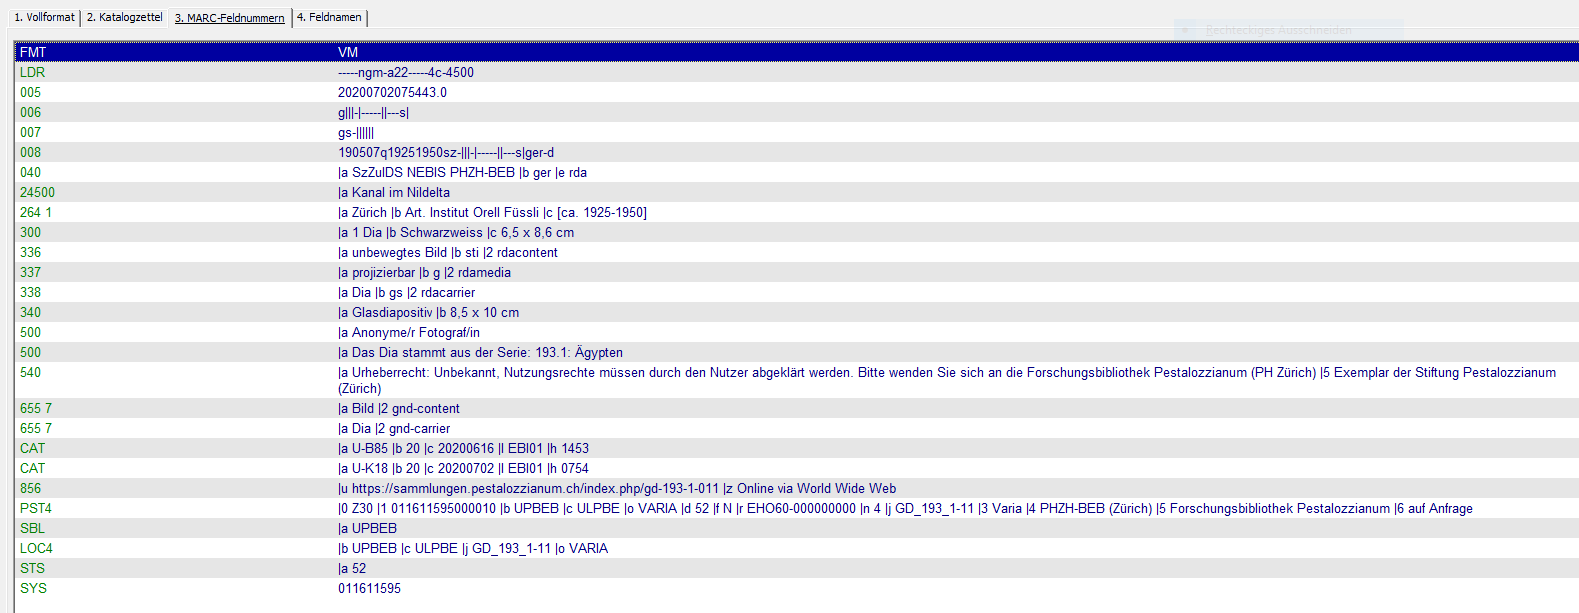 1. Vollformat 2. Katalogzettel 3. MARC-Feldnummern 4. Feldnamen
Rechteckiges Ausschneiden
FMT VM
LDR -----ngm-a22-----4c-4500
005 20200702075443.0
006 g|||-|-----||---s|
007 gs-||||||
008 190507q19251950sz-|||-|-----||---s|ger-d
040 |a SzZuIDS NEBIS PHZH-BEB |b ger |e rda
24500 |a Kanal im Nildelta
264 1 |a Zürich |b Art. Institut Orell Füssli |c [ca. 1925-1950]
300 |a 1 Dia |b Schwarzweiss |c 6,5 x 8,6 cm
336 |a unbewegtes Bild |b sti |2 rdacontent
337 |a projizierbar |b g |2 rdamedia
338 |a Dia |b gs |2 rdacarrier
340 |a Glasdiapositiv |b 8,5 x 10 cm
500 |a Anonyme/r Fotograf/in
500 |a Das Dia stammt aus der Serie: 193.1: Ägypten
540 |a Urheberrecht: Unbekannt, Nutzungsrechte müssen durch den Nutzer abgeklärt werden. Bitte wenden Sie sich an die Forschungsbibliothek Pestalozzianum (PH Zürich) |5 Exemplar der Stiftung Pestalozzianum
(Zürich)
655 7 |a Bild |2 gnd-content
655 7 |a Dia |2 gnd-carrier
CAT |a U-B85 |b 20 |c 20200616 |l EBI01 |h 1453
CAT |a U-K18 |b 20 |c 20200702 |l EBI01 |h 0754
856 |u https://sammlungen.pestalozzianum.ch/index.php/gd-193-1-011 |z Online via World Wide Web
PST4 |0 Z30 |1 011611595000010 |b UPBEB |c ULPBE |o VARIA |d 52 |f N |r EHO60-000000000 |n 4 |j GD_193_1-11 |3 Varia |4 PHZH-BEB (Zürich) |5 Forschungsbibliothek Pestalozzianum |6 auf Anfrage
SBL |a UPBEB
LOC4 |b UPBEB |c ULPBE |j GD_193_1-11 |o VARIA
STS |a 52
SYS 011611595